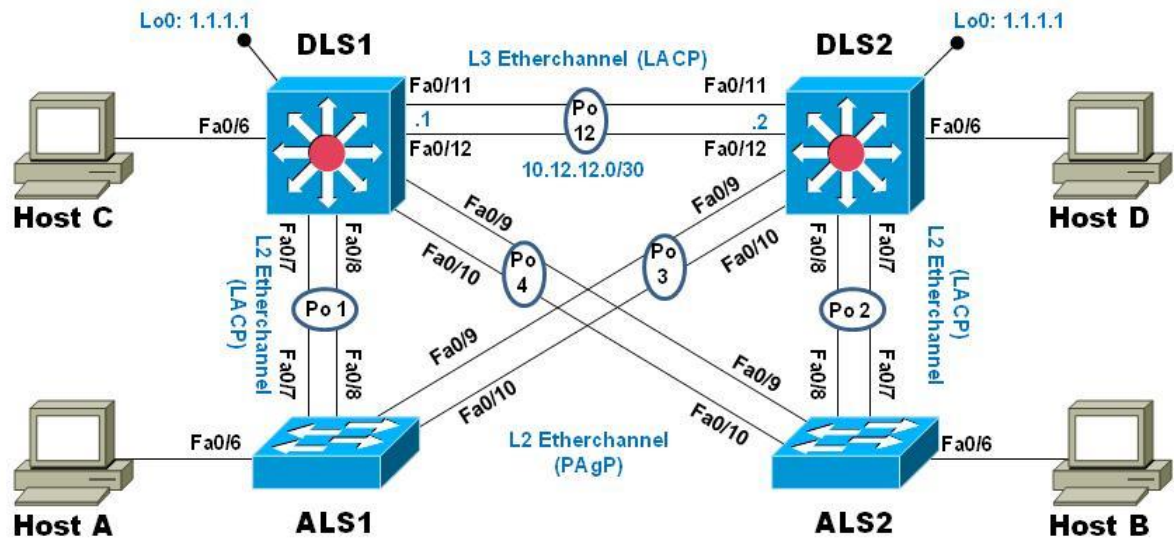 Lo0: 1.1.1.1
Lo0: 1.1.1.1
DLS1
DLS2
L3 Etherchannel (LACP)
Fa0/11
Fa0/11
Fa0/6
.1
Po
12
.2
Fa0/6
Fa0/12
Fa0/12
10.12.12.0/30
Host C
Host D
Fa0/9
Fa0/10
Fa0/9
Fa0/10
Fa0/7
Fa0/8
Fa0/8
Fa0/7
L2 Etherchannel
(LACP)
Po 1
Po
4
Po
3
Po 2
L2 Etherchannel
(LACP)
Fa0/7
Fa0/8
Fa0/9
Fa0/10
Fa0/9
Fa0/10
Fa0/8
Fa0/7
L2 Etherchannel
(PAgP)
Fa0/6
Fa0/6
Host A
ALS1
ALS2
Host B